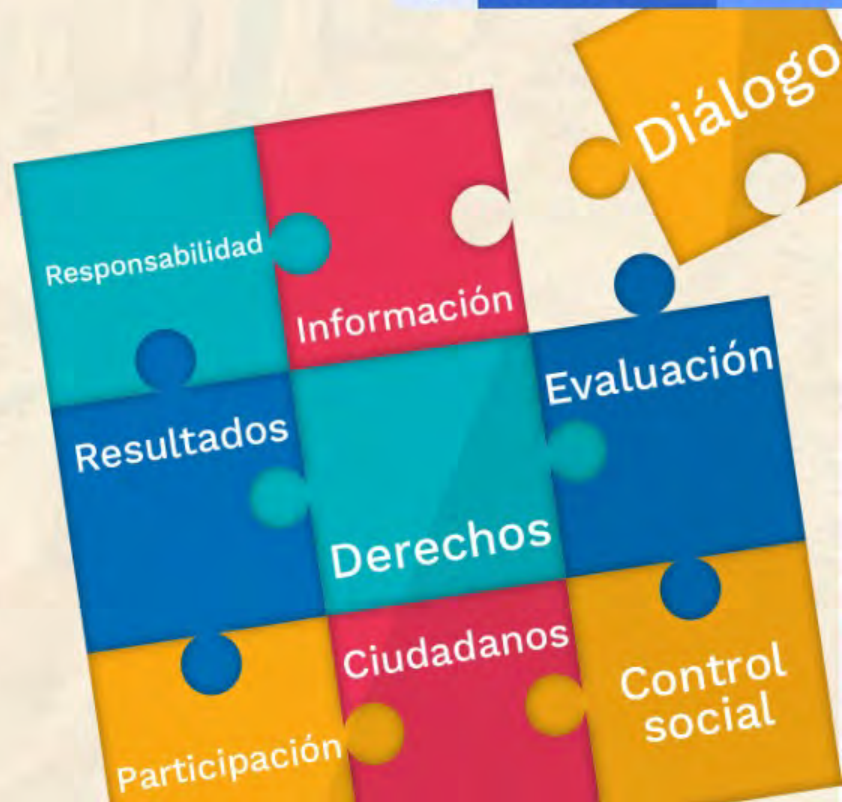 Diálogo
Responsabilidad
Información
Evaluación
Resultados
Derechos
Ciudadanos
Control
social
Participación